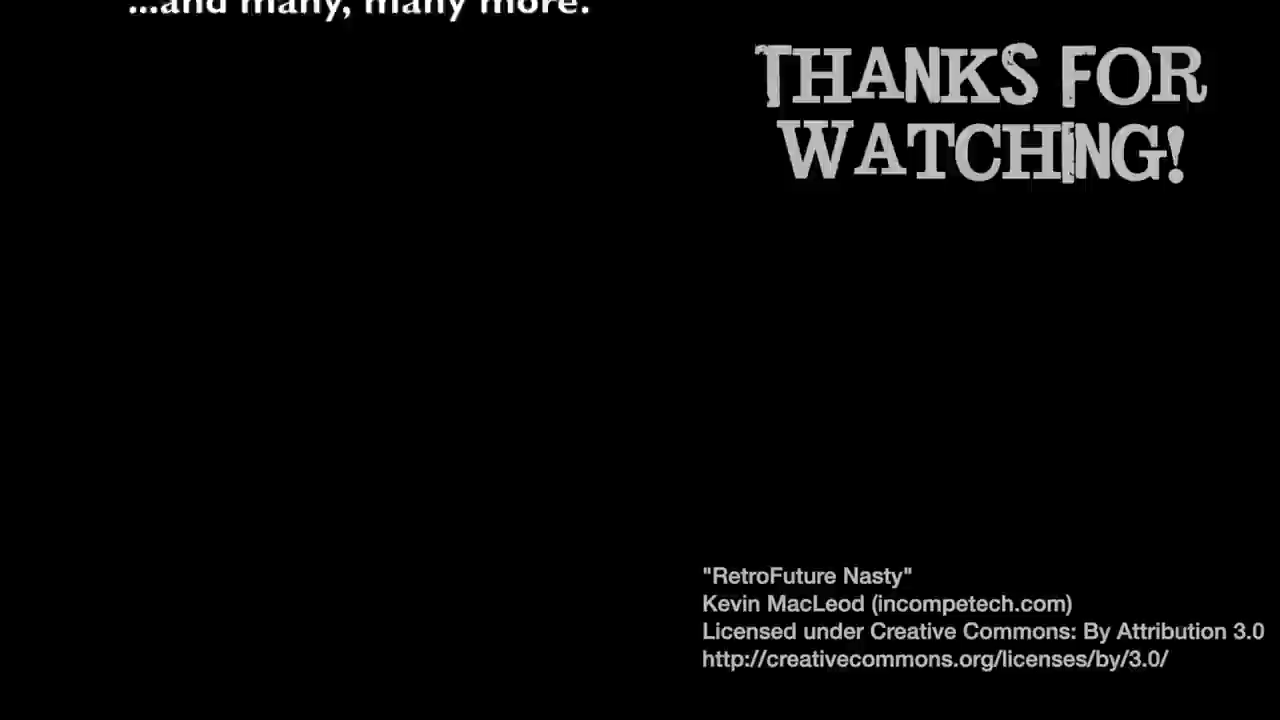 ...and many, many more.
THANKS FOR
WATCHING!
"RetroFuture Nasty"
Kevin MacLeod (incompetech.com)
Licensed under Creative Commons: By Attribution 3.0
http://creativecommons.org/licenses/by/3.0/